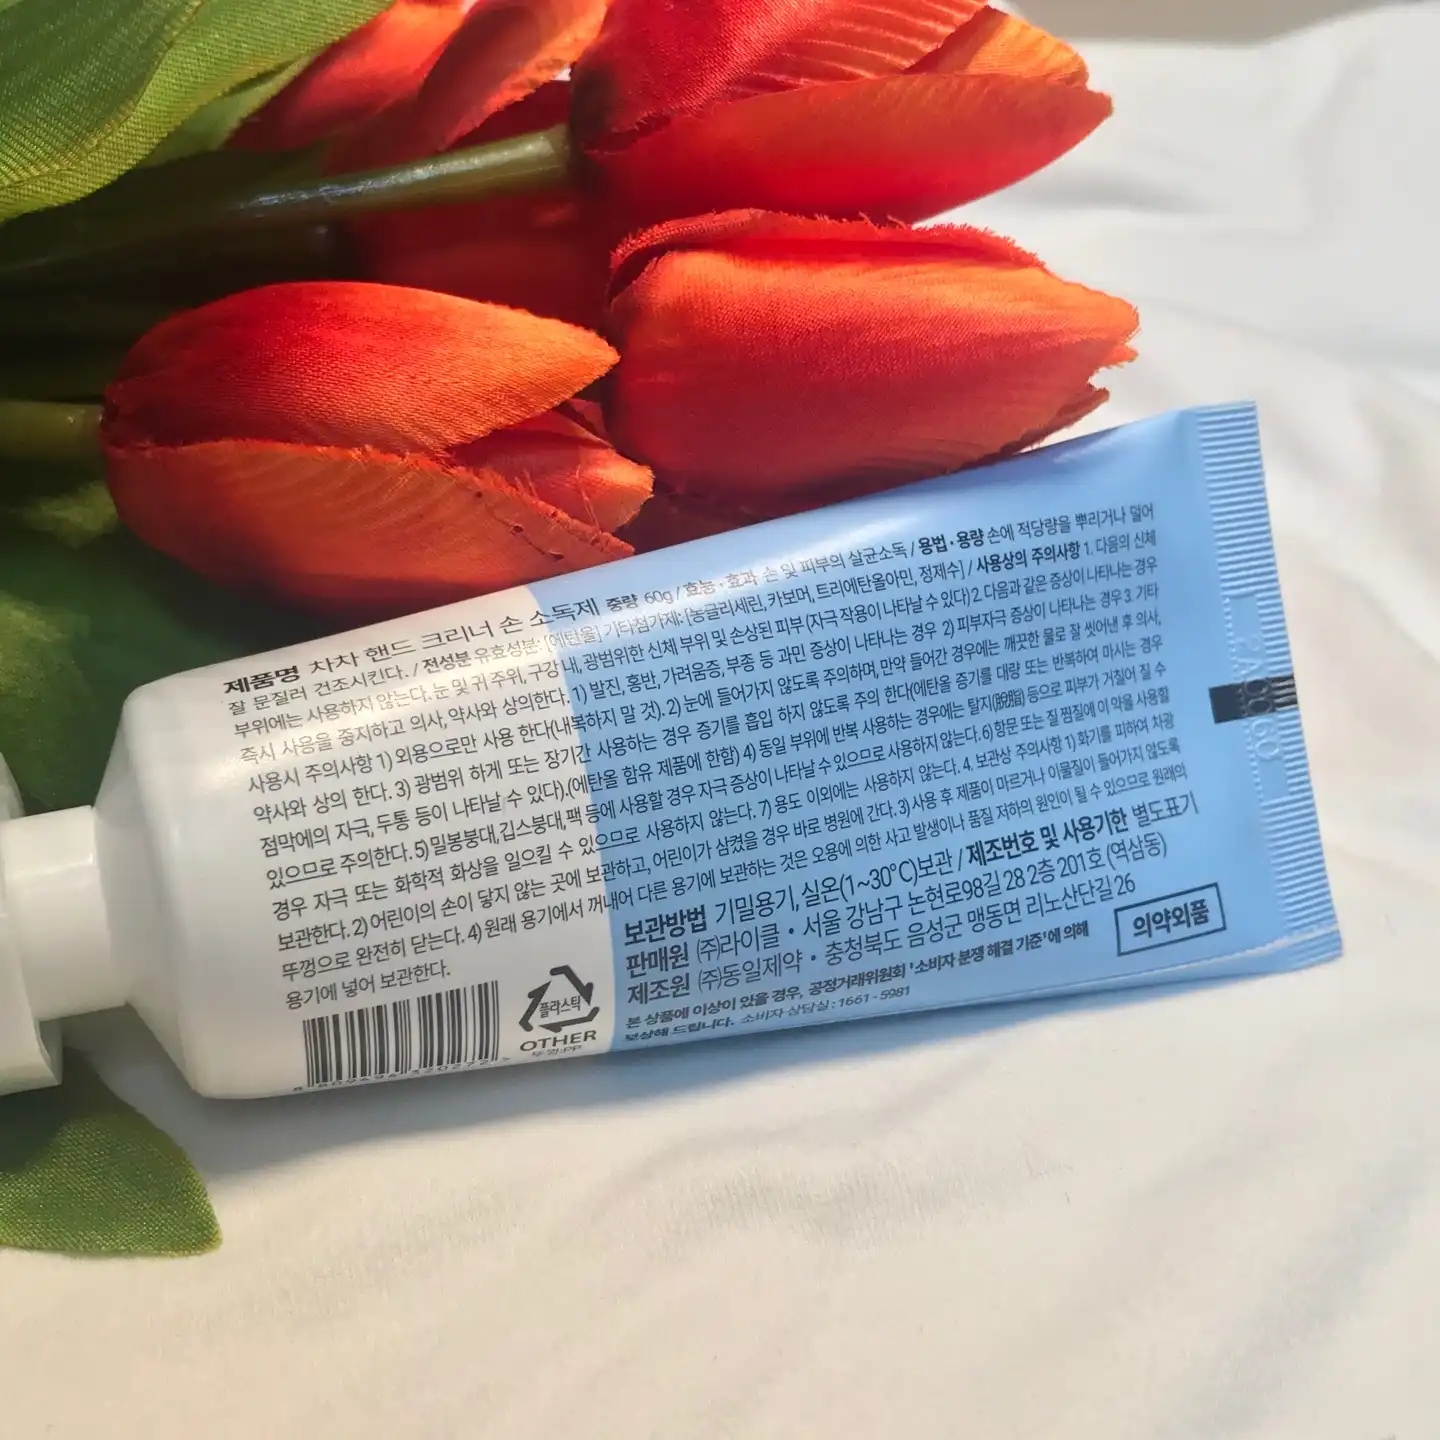 제품명 차차 핸드 크리너 손 소독제 중량 60g / 효능·효과 손 및 피부의 살균소독 / 용법·용량 손에 적당량을 뿌리거나 덜어
잘 문질러 건조시킨다. / 전성분 유효성분: [에탄올] 기타첨가제: [농글리세린, 카보머, 트리에탄올아민, 정제수] / 사용상의 주의사항 1. 다음의 신체
부위에는 사용하지 않는다. 눈 및 귀 주위, 구강 내, 광범위한 신체 부위 및 손상된 피부(자극 작용이 나타날 수 있다) 2. 다음과 같은 증상이 나타나는 경우
즉시 사용을 중지하고 의사, 약사와 상의한다. 1) 발진, 홍반, 가려움증, 부종 등 과민 증상이 나타나는 경우 2) 피부자극 증상이 나타나는 경우 3. 기타
사용시 주의사항 1) 외용으로만 사용 한다(내복하지 말 것). 2) 눈에 들어가지 않도록 주의하며, 만약 들어간 경우에는 깨끗한 물로 잘 씻어낸 후 의사,
약사와 상의 한다. 3) 광범위 하게 또는 장기간 사용하는 경우 증기를 흡입 하지 않도록 주의 한다(에탄올 증기를 대량 또는 반복하여 마시는 경우
점막에의 자극, 두통 등이 나타날 수 있다).(에탄올 함유 제품에 한함) 4) 동일 부위에 반복 사용하는 경우에는 탈지(脫脂) 등으로 피부가 거칠어 질 수
있으므로 주의한다. 5) 밀봉붕대, 깁스붕대, 팩 등에 사용할 경우 자극 증상이 나타날 수 있으므로 사용하지 않는다. 6) 항문 또는 질 찜질에 이 약을 사용할
경우 자극 또는 화학적 화상을 일으킬 수 있으므로 사용하지 않는다. 7) 용도 이외에는 사용하지 않는다. 4. 보관상 주의사항 1) 화기를 피하여 차광
보관한다. 2) 어린이의 손이 닿지 않는 곳에 보관하고, 어린이가 삼켰을 경우 바로 병원에 간다. 3) 사용 후 제품이 마르거나 이물질이 들어가지 않도록
뚜껑으로 완전히 닫는다. 4) 원래 용기에서 꺼내어 다른 용기에 보관하는 것은 오용에 의한 사고 발생이나 품질 저하의 원인이 될 수 있으므로 원래의
용기에 넣어 보관한다.
보관방법 기밀용기, 실온(1~30°C)보관 / 제조번호 및 사용기한 별도표기
판매원 (주)라이클 · 서울 강남구 논현로98길 28 2층 201호 (역삼동)
제조원 (주)동일제약 · 충청북도 음성군 맹동면 리노산단길 26
본 상품에 이상이 있을 경우, 공정거래위원회 '소비자 분쟁 해결 기준'에 의해
보상해 드립니다. 소비자 상담실 : 1661 - 5981
의약외품
플라스틱
OTHER
뚜껑:PP